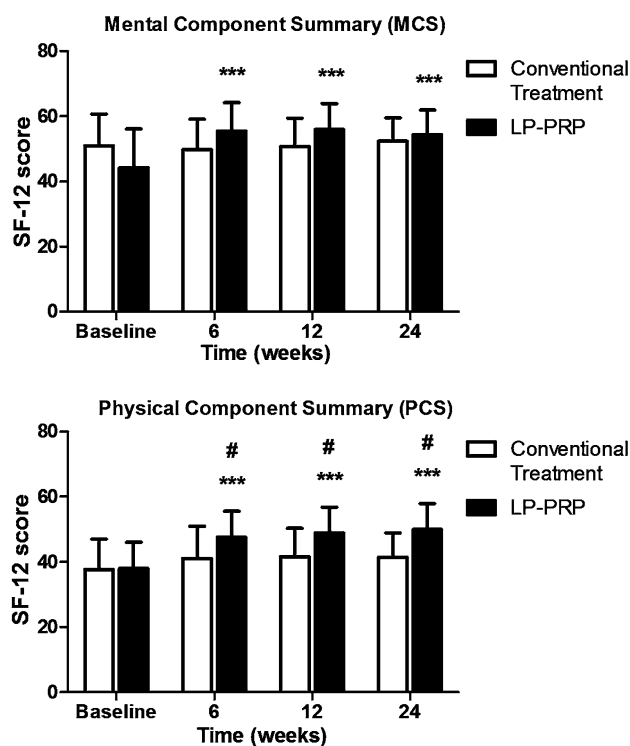 Mental Component Summary (MCS)
80
60
40
20
0
SF-12 score
***
***
***
Conventional
Treatment
LP-PRP
Baseline
6
12
24
Time (weeks)
Physical Component Summary (PCS)
80
60
40
20
0
SF-12 score
#
#
#
***
***
***
Conventional
Treatment
LP-PRP
Baseline
6
12
24
Time (weeks)